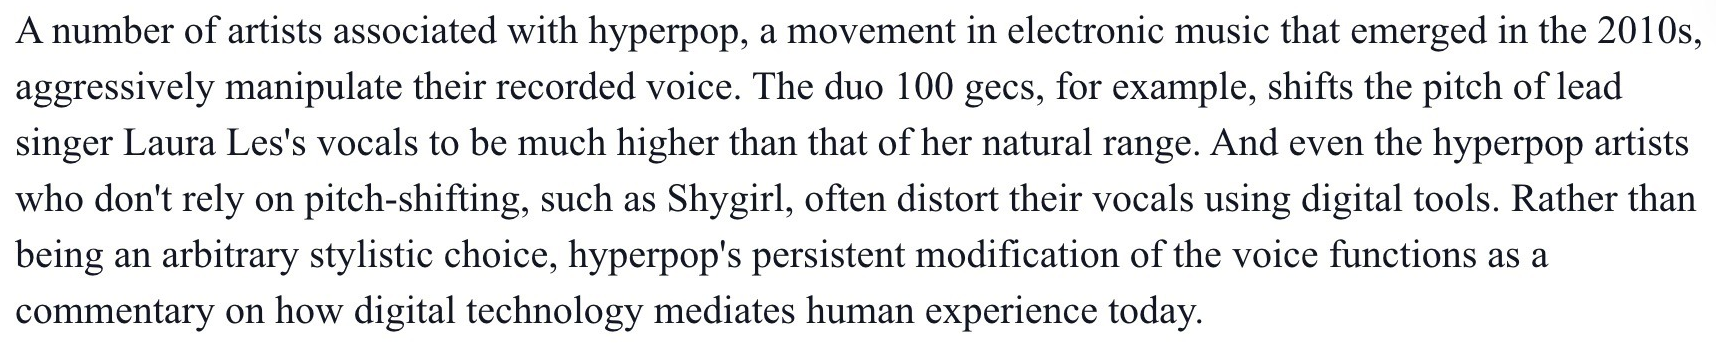 A number of artists associated with hyperpop, a movement in electronic music that emerged in the 2010s,
aggressively manipulate their recorded voice. The duo 100 gecs, for example, shifts the pitch of lead
singer Laura Les's vocals to be much higher than that of her natural range. And even the hyperpop artists
who don't rely on pitch-shifting, such as Shygirl, often distort their vocals using digital tools. Rather than
being an arbitrary stylistic choice, hyperpop's persistent modification of the voice functions as a
commentary on how digital technology mediates human experience today.